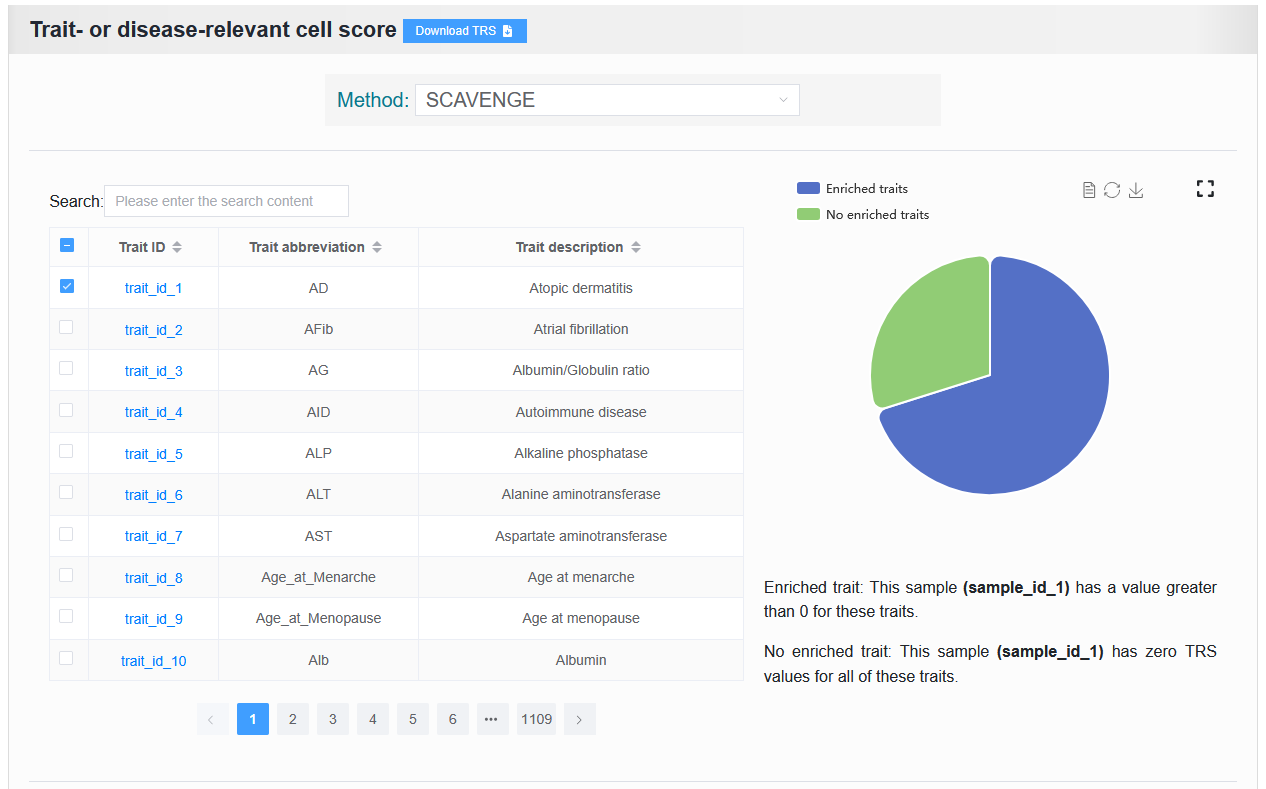 Trait- or disease-relevant cell score Download TRS
Method: SCAVENGE
Search: Please enter the search content
Trait ID Trait abbreviation Trait description
trait_id_1 AD Atopic dermatitis
trait_id_2 AFib Atrial fibrillation
trait_id_3 AG Albumin/Globulin ratio
trait_id_4 AID Autoimmune disease
trait_id_5 ALP Alkaline phosphatase
trait_id_6 ALT Alanine aminotransferase
trait_id_7 AST Aspartate aminotransferase
trait_id_8 Age_at_Menarche Age at menarche
trait_id_9 Age_at_Menopause Age at menopause
trait_id_10 Alb Albumin
1 2 3 4 5 6 ••• 1109
Enriched traits
No enriched traits
Enriched trait: This sample (sample_id_1) has a value greater
than 0 for these traits.
No enriched trait: This sample (sample_id_1) has zero TRS
values for all of these traits.